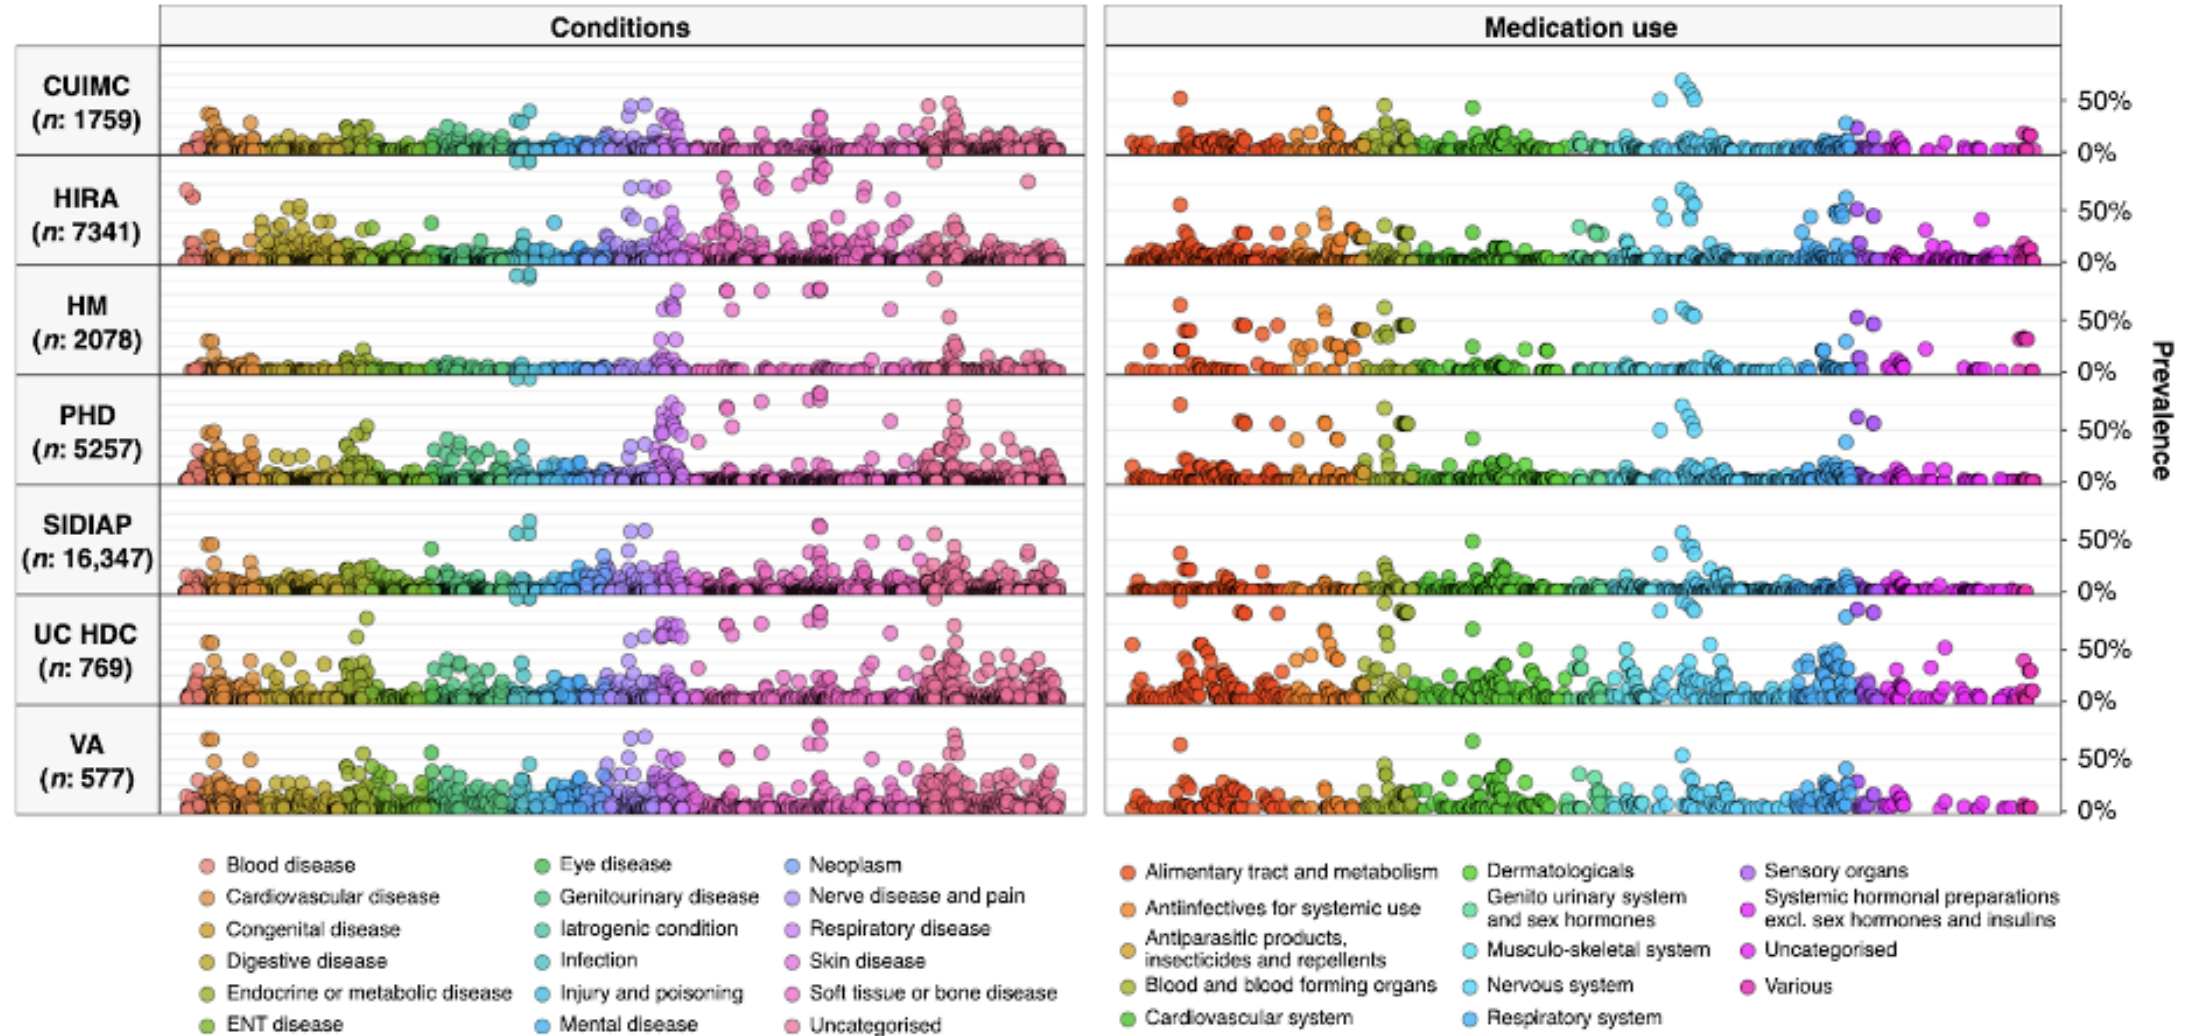 Conditions
Medication use
CUIMC
(n: 1759)
50%
0%
HIRA
(n: 7341)
50%
0%
HM
(n: 2078)
50%
0%
PHD
(n: 5257)
50%
0%
SIDIAP
(n: 16,347)
50%
0%
UC HDC
(n: 769)
50%
0%
VA
(n: 577)
50%
0%
Prevalence
Blood disease
Cardiovascular disease
Congenital disease
Digestive disease
Endocrine or metabolic disease
ENT disease
Eye disease
Genitourinary disease
Iatrogenic condition
Infection
Injury and poisoning
Mental disease
Neoplasm
Nerve disease and pain
Respiratory disease
Skin disease
Soft tissue or bone disease
Uncategorised
Alimentary tract and metabolism
Antiinfectives for systemic use
Antiparasitic products,
insecticides and repellents
Blood and blood forming organs
Cardiovascular system
Dermatologicals
Genito urinary system
and sex hormones
Musculo-skeletal system
Nervous system
Respiratory system
Sensory organs
Systemic hormonal preparations
excl. sex hormones and insulins
Uncategorised
Various